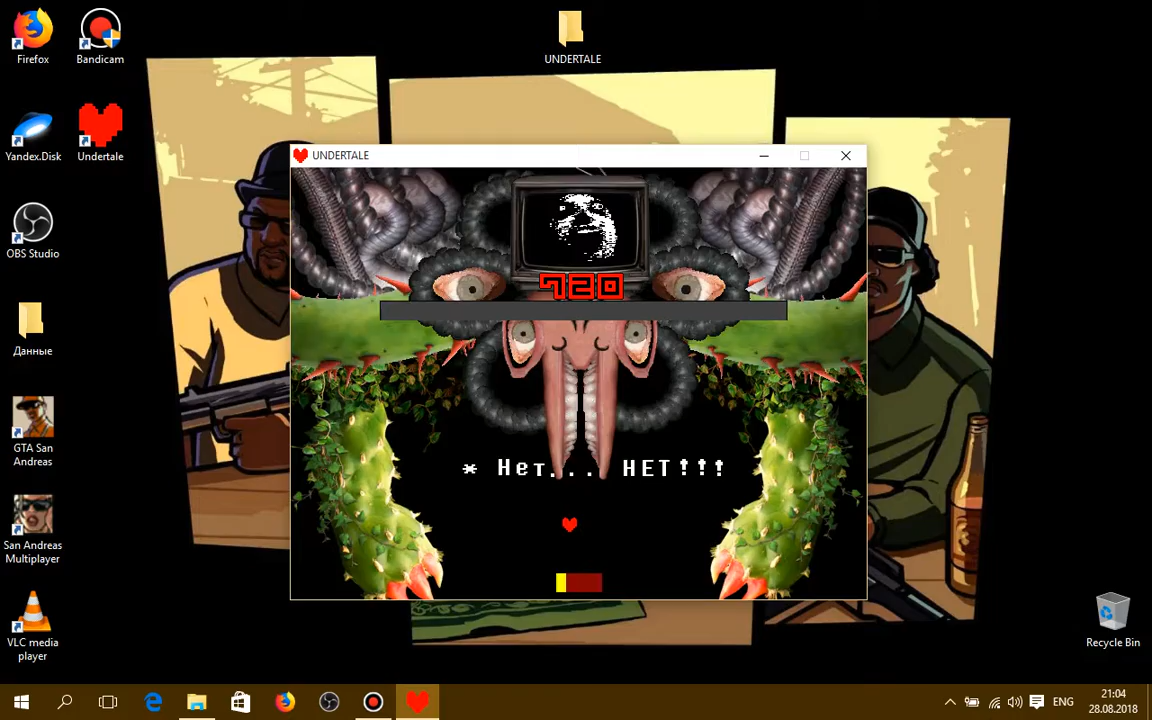 Firefox
Bandicam
UNDERTALE
Yandex.Disk
Undertale
UNDERTALE
OBS Studio
720
Данные
GTA San
Andreas
* Нет... НЕТ!!!
San Andreas
Multiplayer
VLC media
player
Recycle Bin
ENG
21:04
28.08.2018